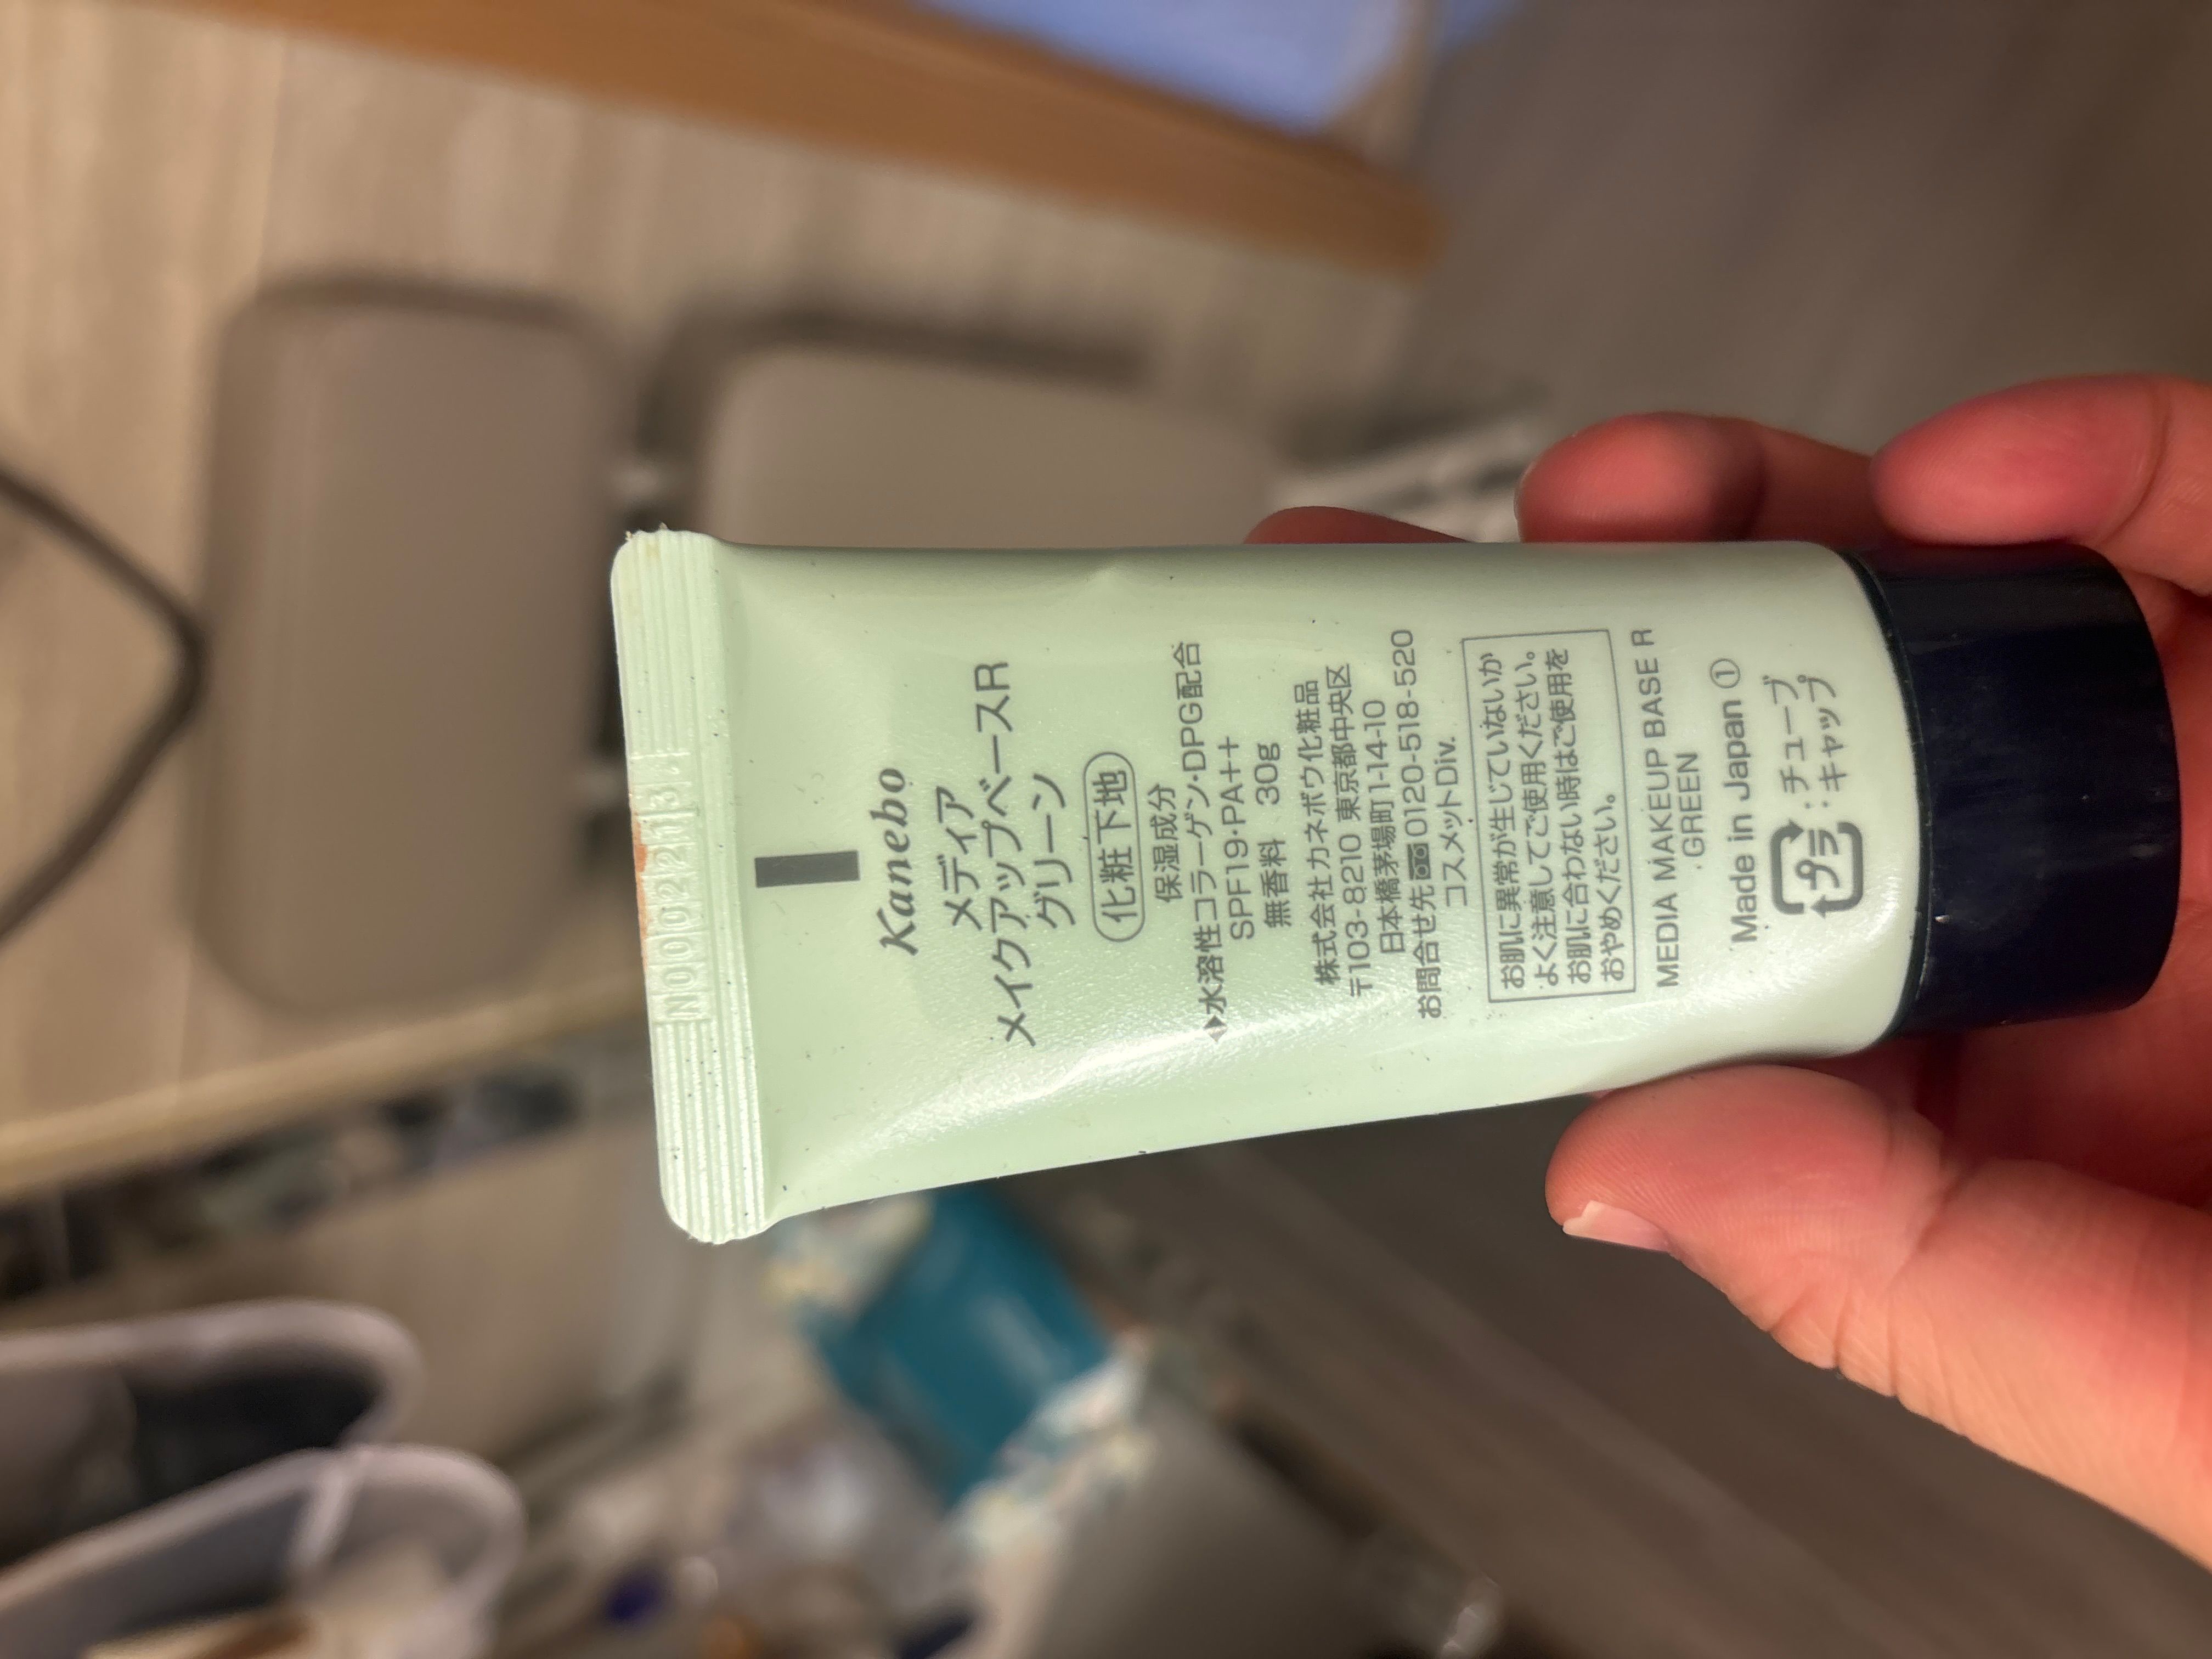 Kanebo
メディア
メイクアップベースR
グリーン
化粧下地
保湿成分
◆水溶性コラーゲン・DPG配合
SPF19・PA++
無香料 30g
株式会社カネボウ化粧品
〒103-8210 東京都中央区
日本橋茅場町1-14-10
お問合せ先 0120-518-520
コスメットDiv.
お肌に異常が生じていないか
よく注意してご使用ください。
お肌に合わない時はご使用を
おやめください。
MEDIA MAKEUP BASE R
GREEN
Made in Japan ①
プラ : チューブ
: キャップ